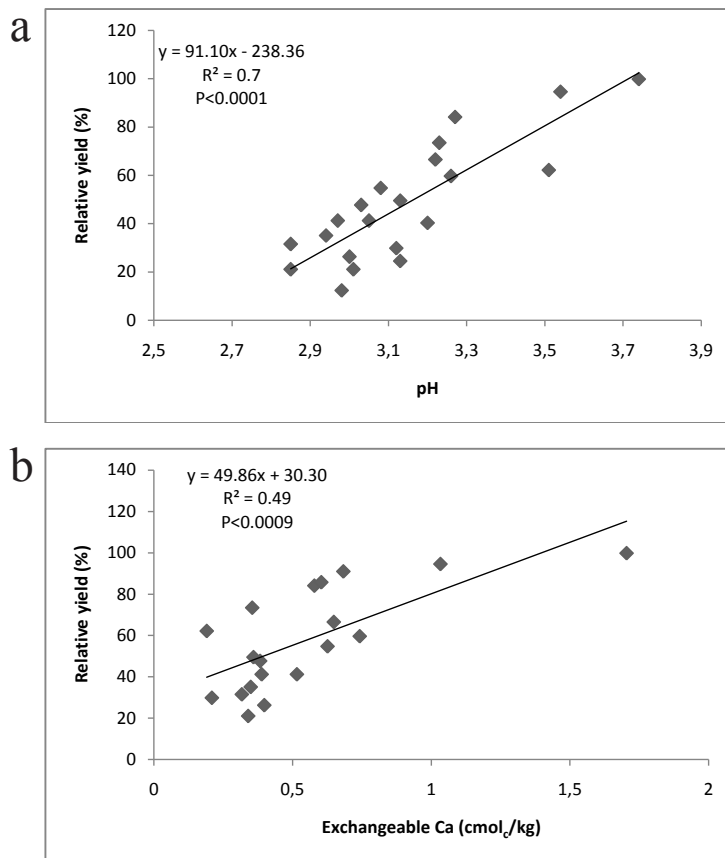 a
120
y = 91.10x - 238.36
R² = 0.7
P<0.0001
100
80
60
40
20
0
Relative yield (%)
2,5 2,7 2,9 3,1 3,3 3,5 3,7 3,9
pH
b
140
y = 49.86x + 30.30
R² = 0.49
P<0.0009
120
100
80
60
40
20
0
Relative yield (%)
0 0,5 1 1,5 2
Exchangeable Ca (cmolc/kg)